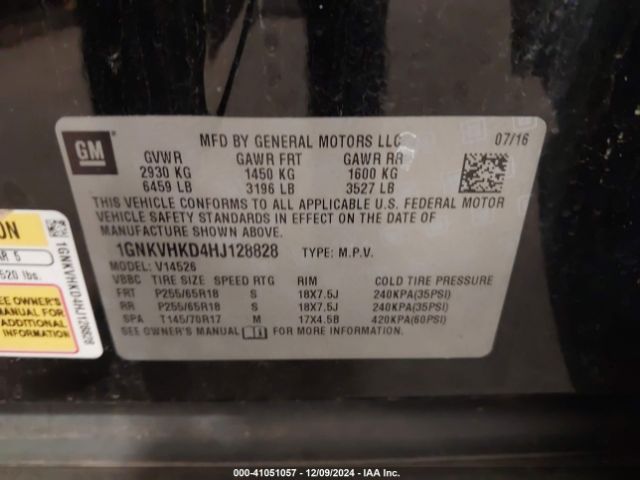 GM
MFD BY GENERAL MOTORS LLC 07/16
GVWR GAWR FRT GAWR RR
2930 KG 1450 KG 1600 KG
6459 LB 3196 LB 3527 LB
THIS VEHICLE CONFORMS TO ALL APPLICABLE U.S. FEDERAL MOTOR
VEHICLE SAFETY STANDARDS IN EFFECT ON THE DATE OF
MANUFACTURE SHOWN ABOVE.
1GNKVHKD4HJ128828 TYPE: M.P.V.
MODEL: V14526
VBBC TIRE SIZE SPEED RTG RIM COLD TIRE PRESSURE
FRT P255/65R18 S 18X7.5J 240KPA(35PSI)
RR P255/65R18 S 18X7.5J 240KPA(35PSI)
SPA T145/70R17 M 17X4.5B 420KPA(60PSI)
SEE OWNER'S MANUAL FOR MORE INFORMATION.
ON
AR 5
520 lbs.
SEE OWNER'S
MANUAL FOR
ADDITIONAL
INFORMATION
1GNKVHKD4HJ128828
000-41051057 - 12/09/2024 - IAA Inc.